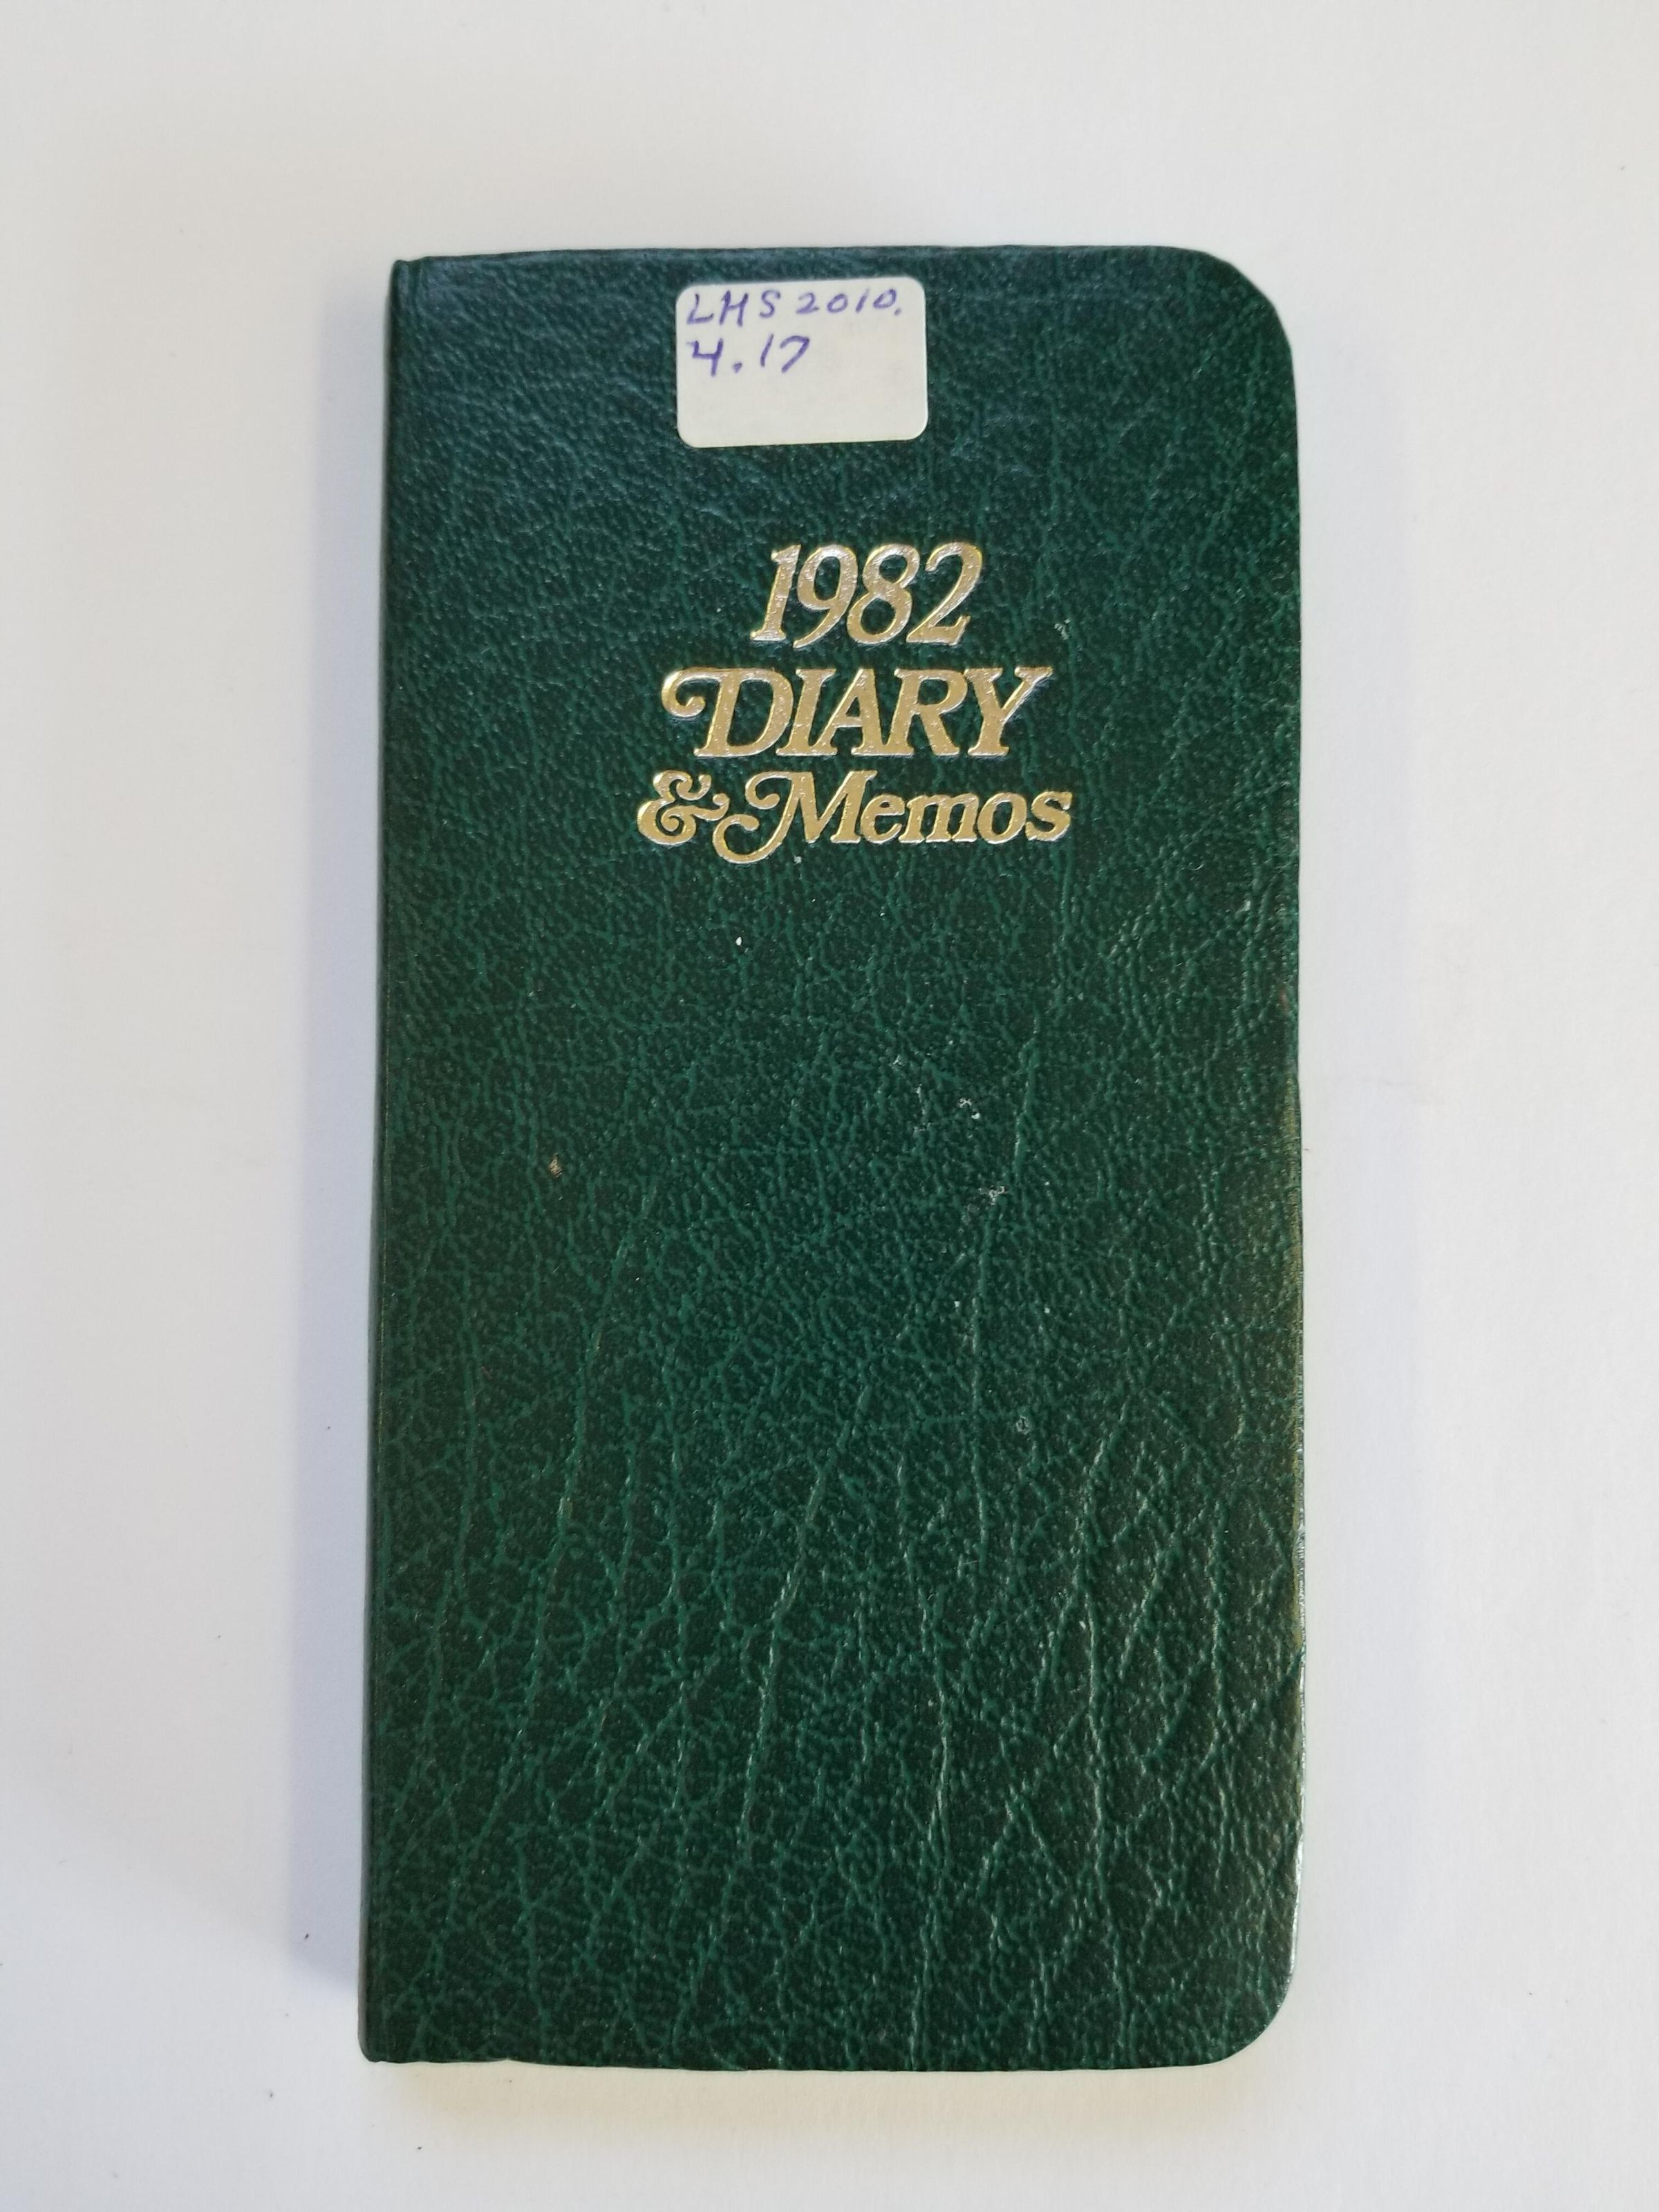 LHS 2010.
4.17
1982
DIARY
& Memos